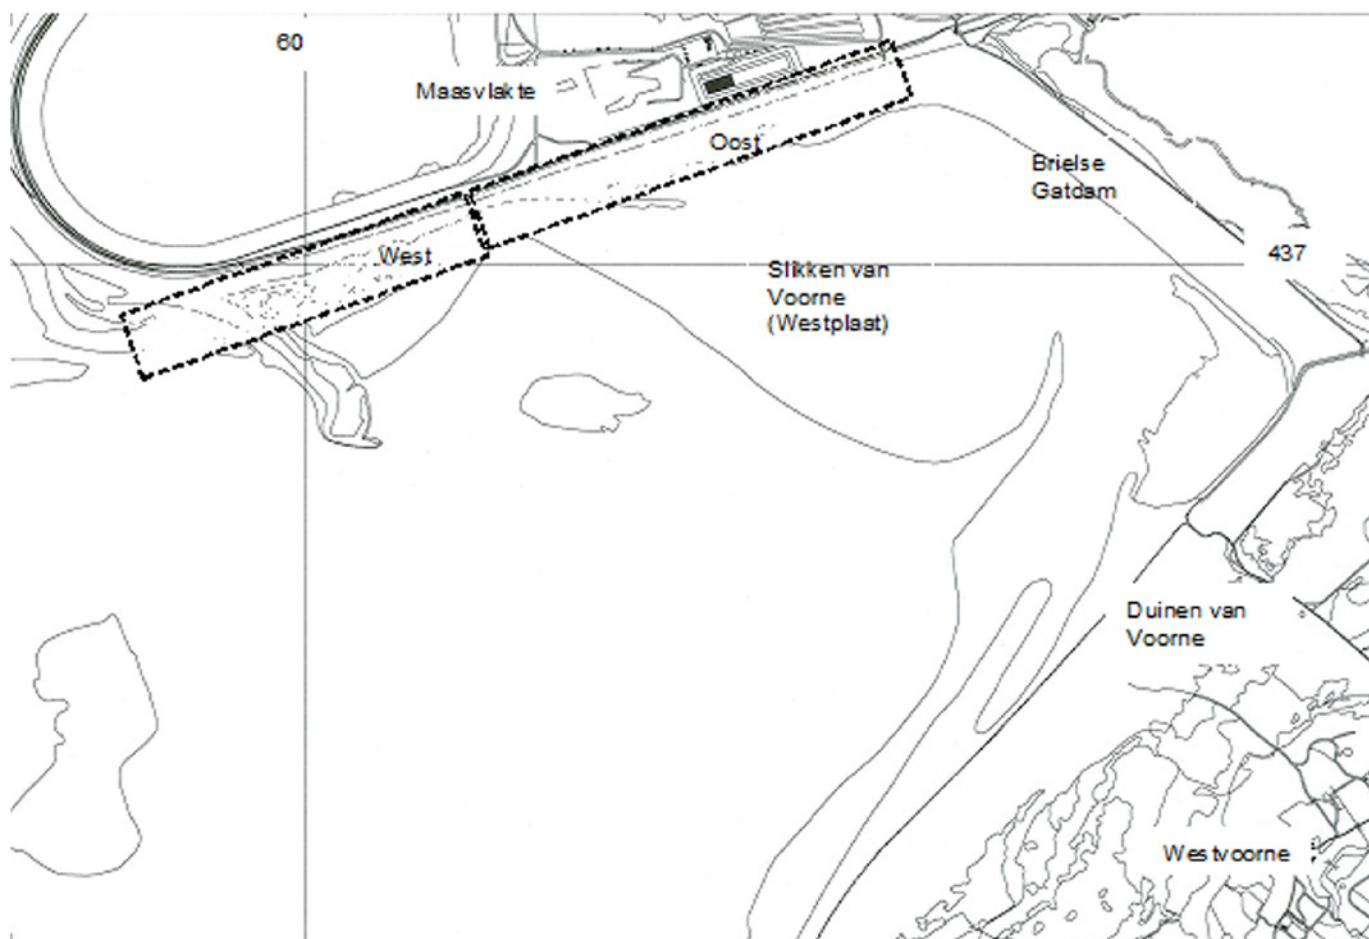 60
Maasvlakte
Oost
Brielse
Gatdam
West
437
Slikken van
Voorne
(Westplaat)
Duinen van
Voorne
Westvoorne